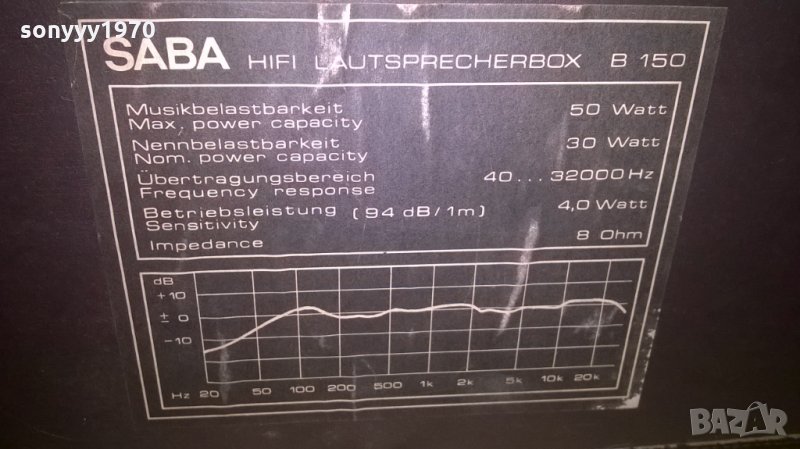 sonyyy1970
SABA HIFI LAUTSPRECHERBOX B 150
Musikbelastbarkeit 50 Watt
Max. power capacity
Nennbelastbarkeit 30 Watt
Nom. power capacity
Übertragungsbereich 40...32000 Hz
Frequency response
Betriebsleistung (94 dB/1m) 4,0 Watt
Sensitivity
Impedance 8 Ohm
dB
+10
± 0
-10
Hz 20 50 100 200 500 1k 2k 5k 10k 20k
BAZAR